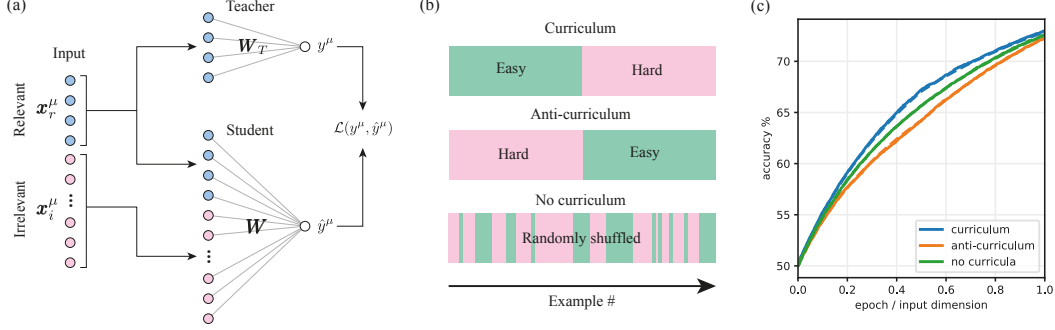 (a)
Teacher
Input
W_T
y^μ
Relevant
x_r^μ
ℒ(y^μ, ŷ^μ)
Student
Irrelevant
x_i^μ
W
ŷ^μ
(b)
Curriculum
Easy Hard
Anti-curriculum
Hard Easy
No curriculum
Randomly shuffled
Example #
(c)
accuracy %
70
65
60
55
50
curriculum
anti-curriculum
no curricula
0.0 0.2 0.4 0.6 0.8 1.0
epoch / input dimension